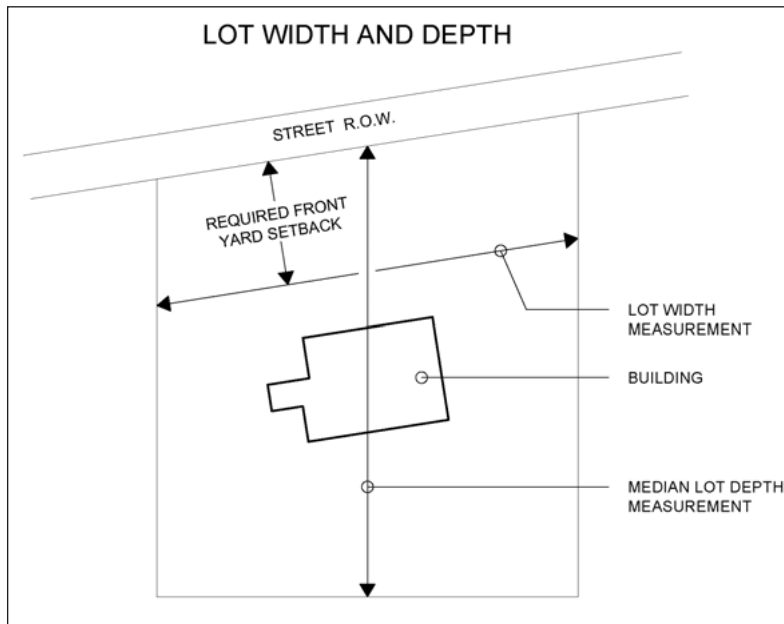 LOT WIDTH AND DEPTH
STREET R.O.W.
REQUIRED FRONT
YARD SETBACK
LOT WIDTH
MEASUREMENT
BUILDING
MEDIAN LOT DEPTH
MEASUREMENT